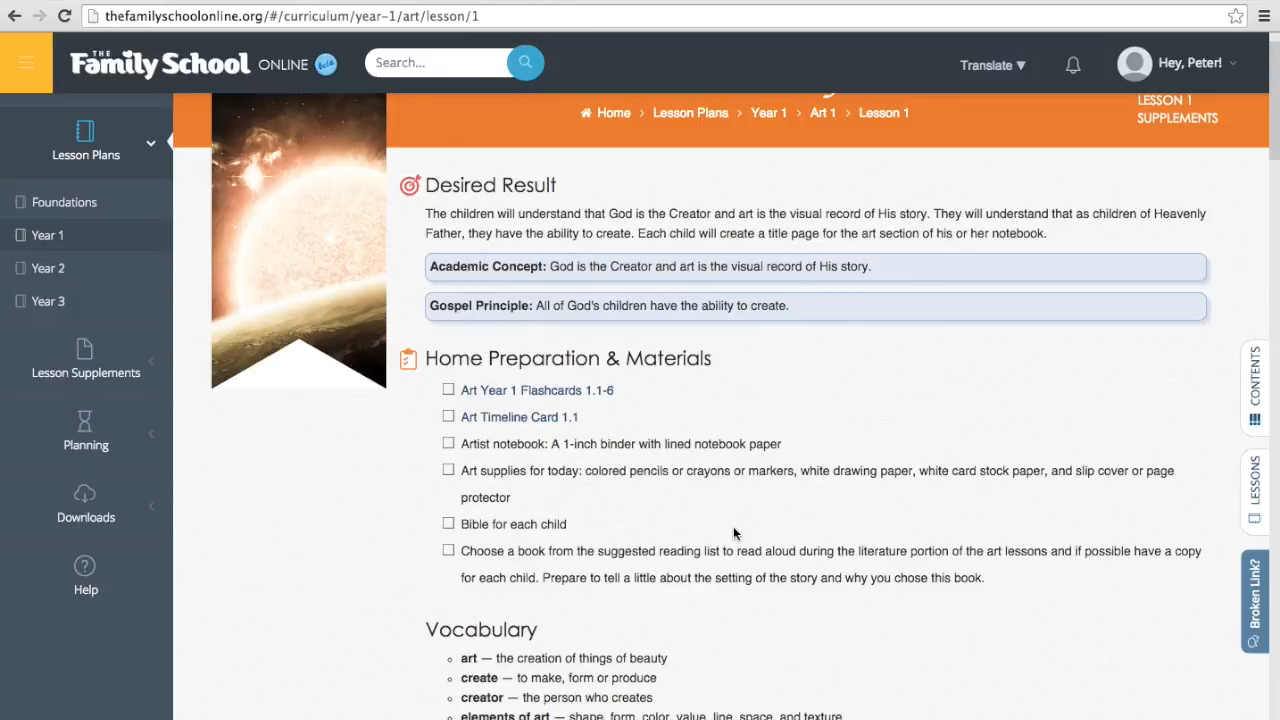 thefamilyschoolonline.org/#/curriculum/year-1/art/lesson/1
THE
Family School ONLINE beta
Search...
Translate ▼
Hey, Peter!
Home > Lesson Plans > Year 1 > Art 1 > Lesson 1
LESSON 1
SUPPLEMENTS
Lesson Plans
Foundations
Year 1
Year 2
Year 3
Lesson Supplements
Planning
Downloads
Help
Desired Result
The children will understand that God is the Creator and art is the visual record of His story. They will understand that as children of Heavenly
Father, they have the ability to create. Each child will create a title page for the art section of his or her notebook.
Academic Concept: God is the Creator and art is the visual record of His story.
Gospel Principle: All of God's children have the ability to create.
Home Preparation & Materials
Art Year 1 Flashcards 1.1-6
Art Timeline Card 1.1
Artist notebook: A 1-inch binder with lined notebook paper
Art supplies for today: colored pencils or crayons or markers, white drawing paper, white card stock paper, and slip cover or page
protector
Bible for each child
Choose a book from the suggested reading list to read aloud during the literature portion of the art lessons and if possible have a copy
for each child. Prepare to tell a little about the setting of the story and why you chose this book.
Vocabulary
art — the creation of things of beauty
create — to make, form or produce
creator — the person who creates
elements of art — shape, form, color, value, line, space, and texture
CONTENTS
LESSONS
Broken Link?